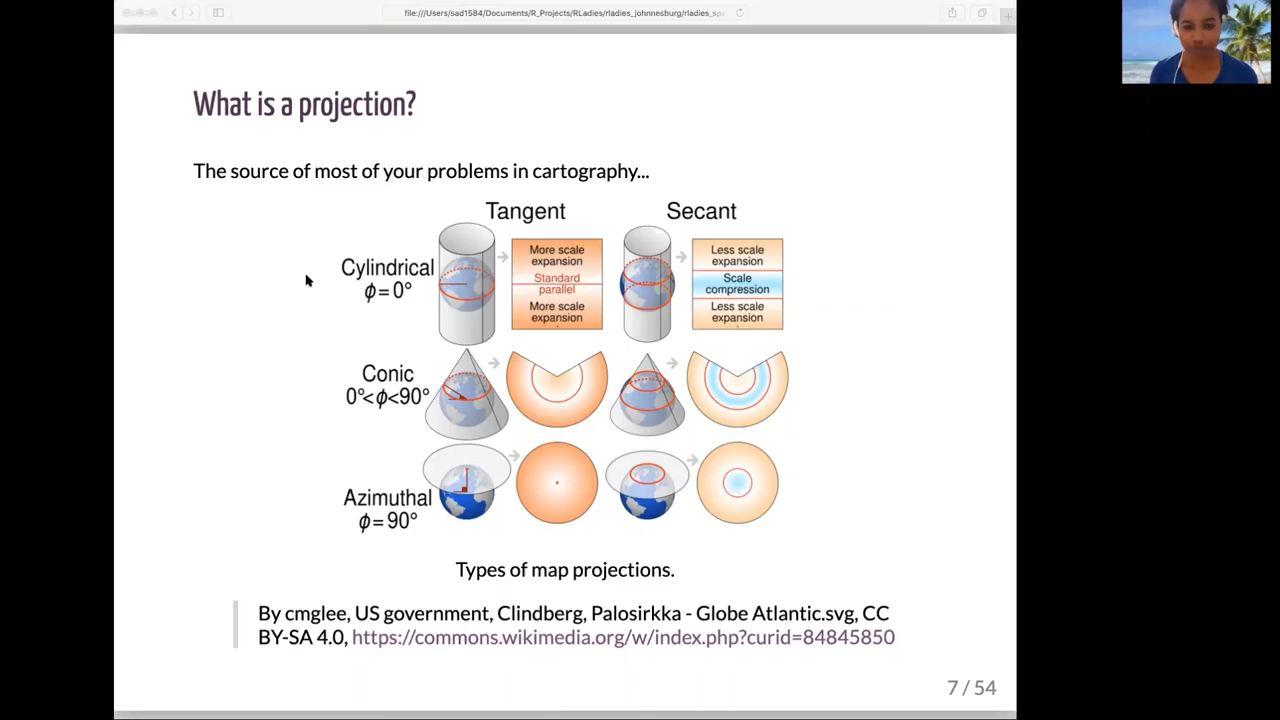 file:///Users/sad1584/Documents/R_Projects/RLadies/rladies_johnnesburg/rladies_spa
What is a projection?
The source of most of your problems in cartography...
Tangent
Secant
Cylindrical
ϕ= 0°
More scale
expansion
Standard
parallel
More scale
expansion
Less scale
expansion
Scale
compression
Less scale
expansion
Conic
0°<ϕ<90°
Azimuthal
ϕ= 90°
Types of map projections.
By cmglee, US government, Clindberg, Palosirkka - Globe Atlantic.svg, CC
BY-SA 4.0, https://commons.wikimedia.org/w/index.php?curid=84845850
7 / 54